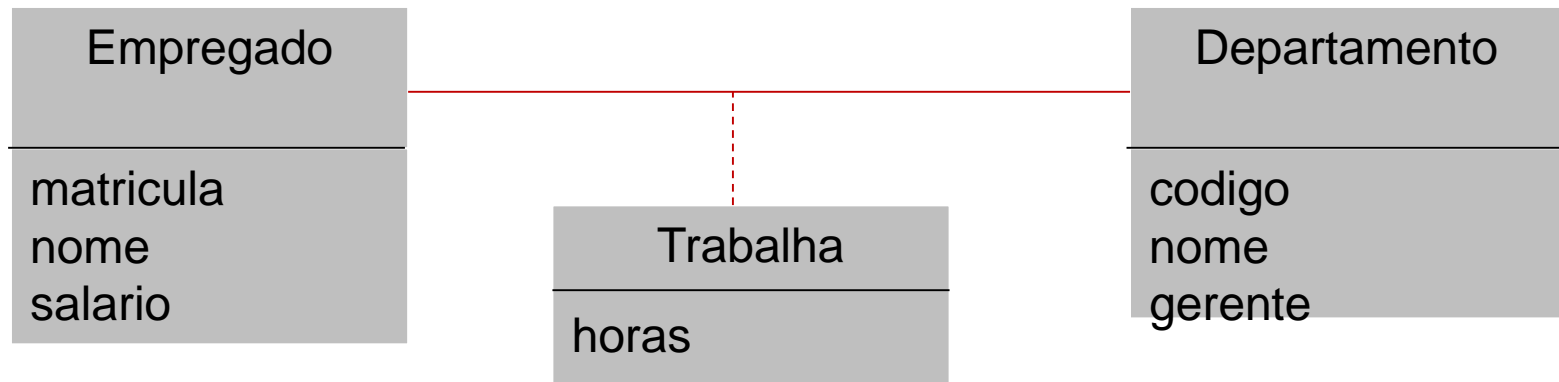 Empregado
matricula
nome
salario
Trabalha
horas
Departamento
codigo
nome
gerente